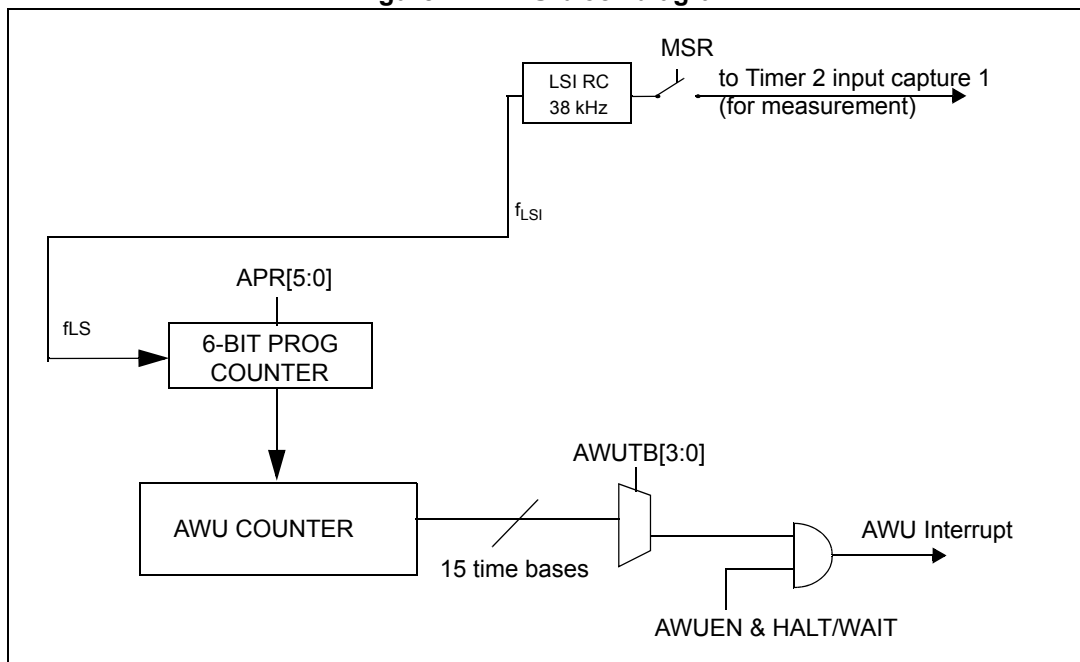 MSR
LSI RC
38 kHz
to Timer 2 input capture 1
(for measurement)
fLSI
APR[5:0]
fLS
6-BIT PROG
COUNTER
AWUTB[3:0]
AWU COUNTER
15 time bases
AWU Interrupt
AWUEN & HALT/WAIT